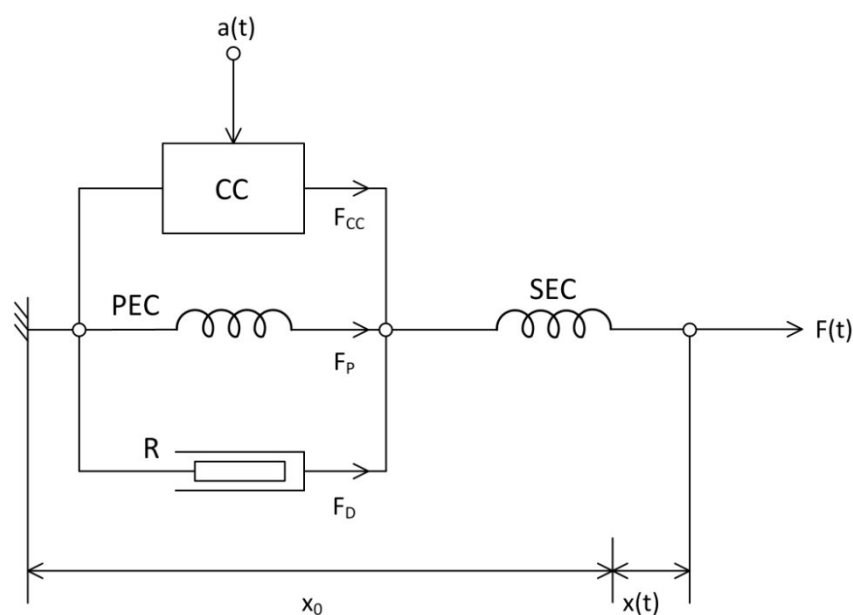 a(t)
CC
F_CC
PEC
SEC
F_P
F(t)
R
F_D
x_0
x(t)